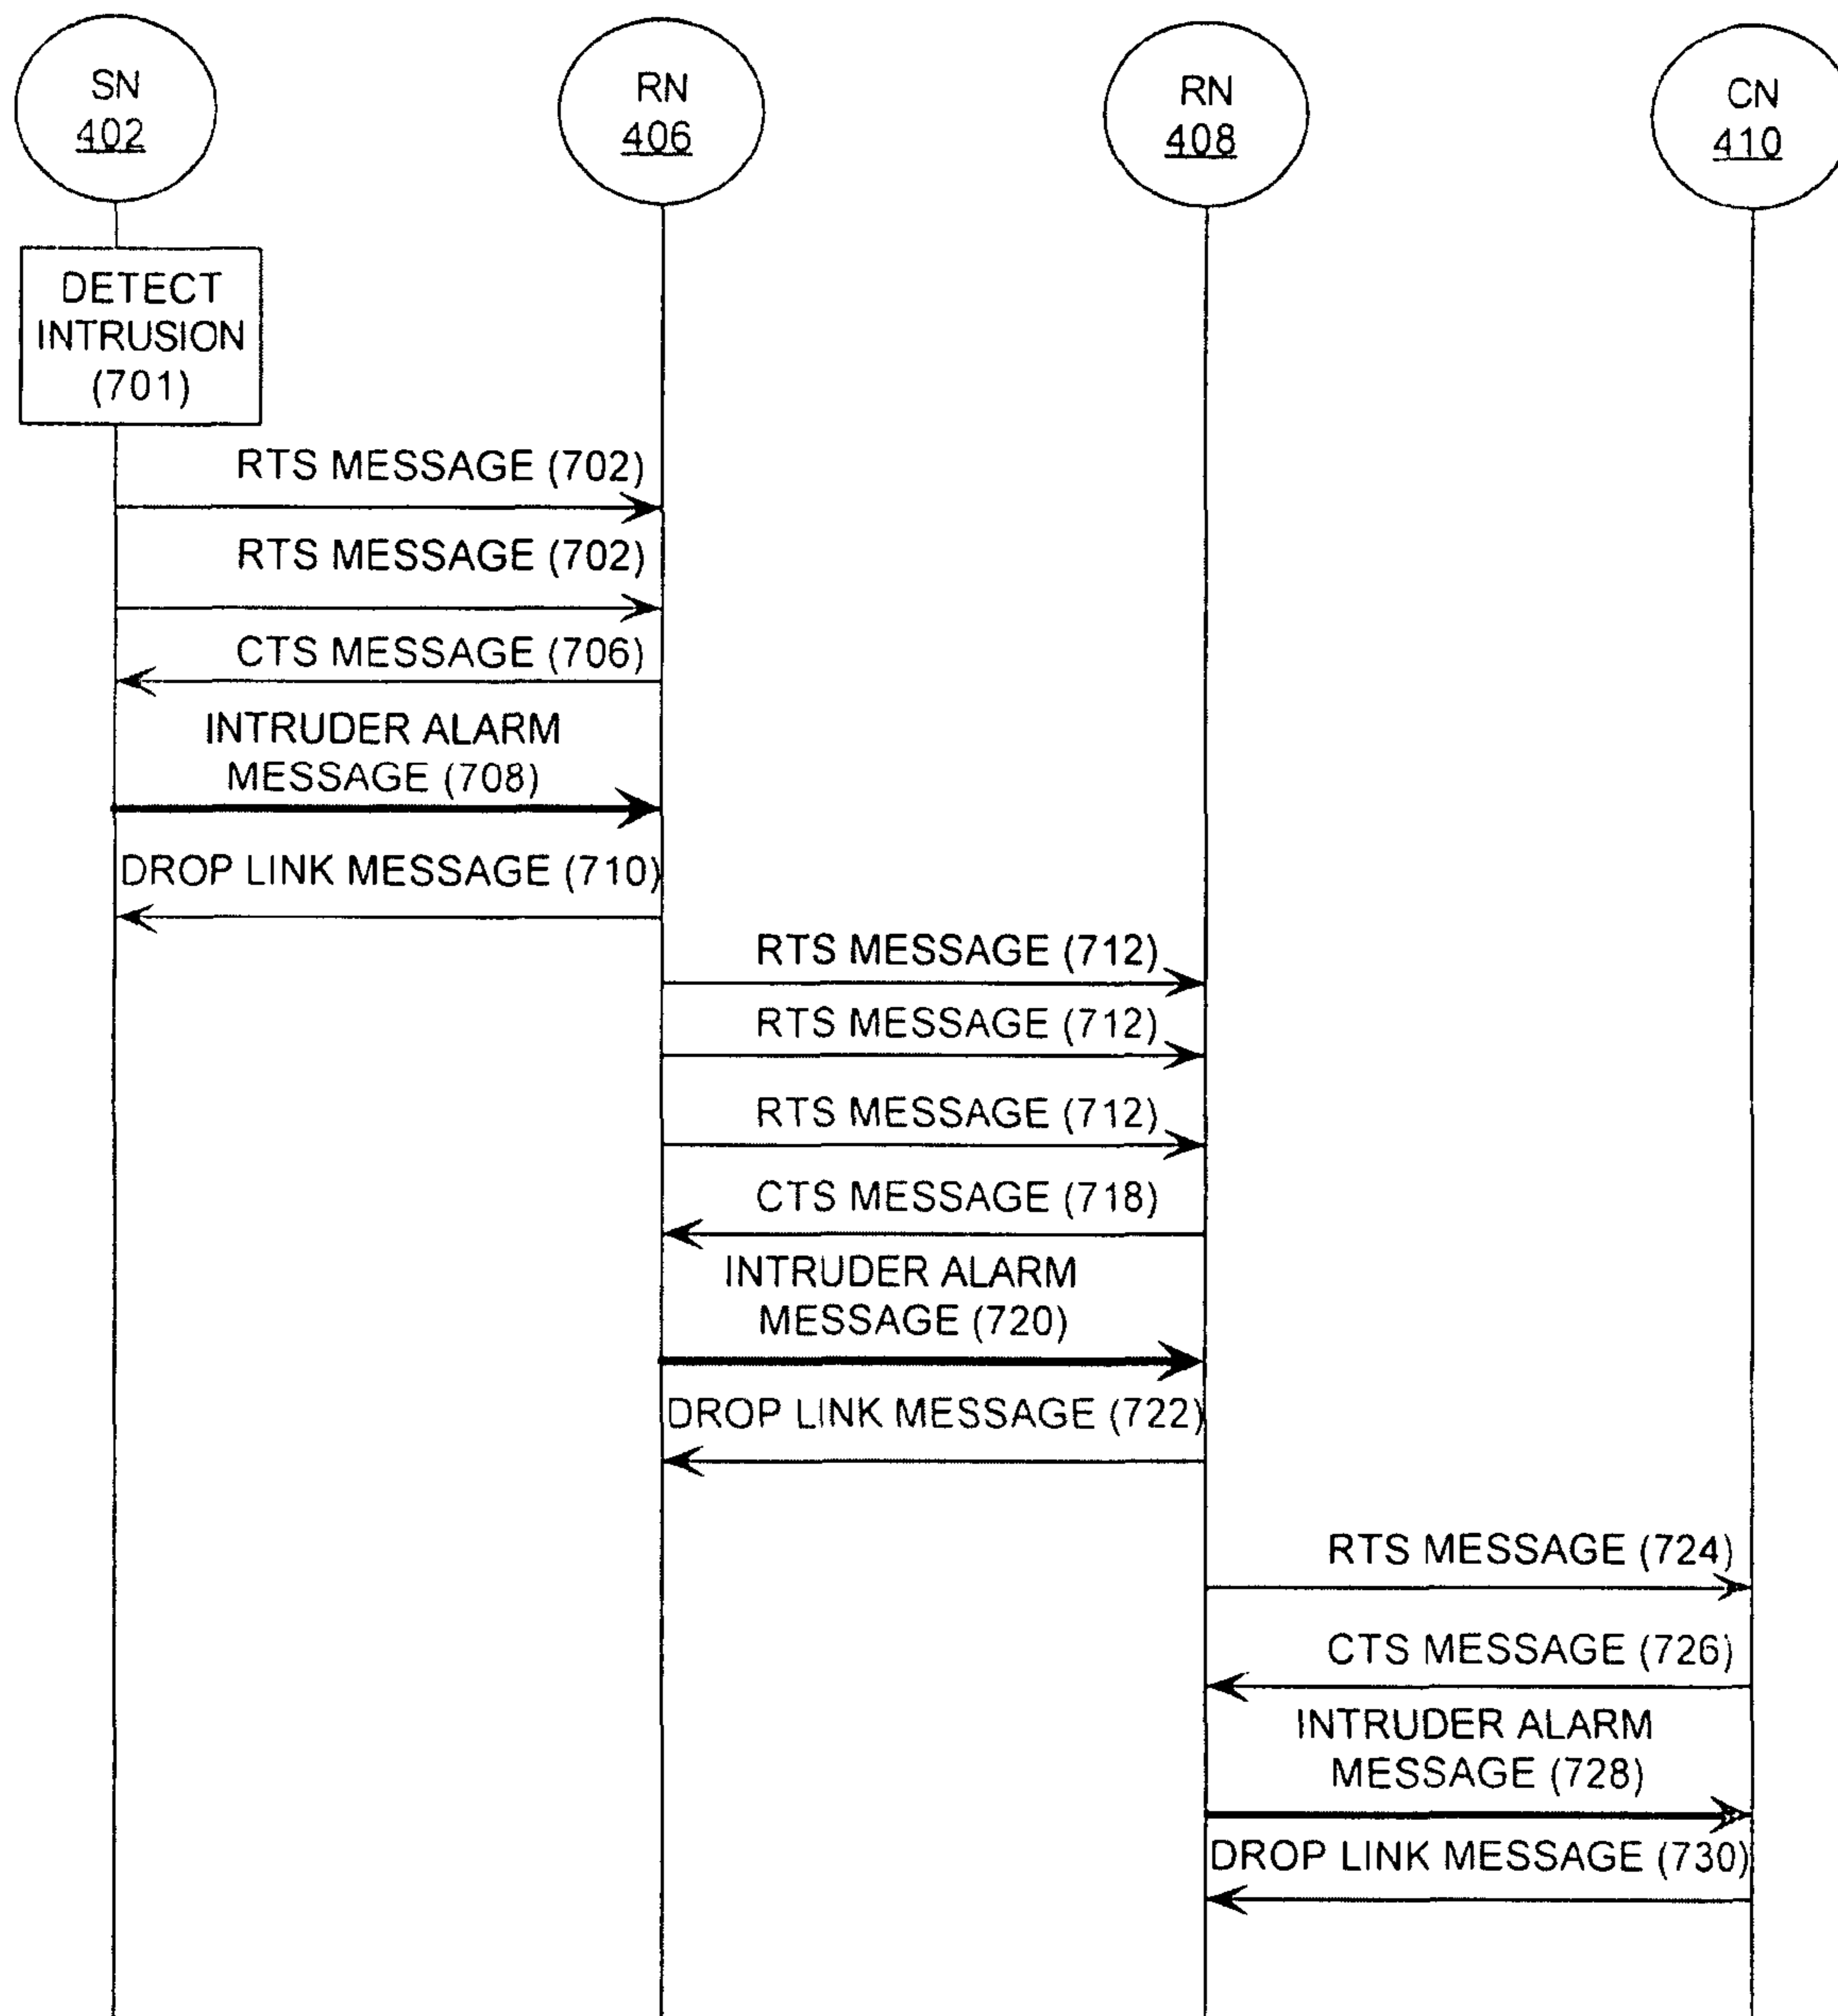 SN
402
RN
406
RN
408
CN
410
DETECT
INTRUSION
(701)
RTS MESSAGE (702)
RTS MESSAGE (702)
CTS MESSAGE (706)
INTRUDER ALARM
MESSAGE (708)
DROP LINK MESSAGE (710)
RTS MESSAGE (712)
RTS MESSAGE (712)
RTS MESSAGE (712)
CTS MESSAGE (718)
INTRUDER ALARM
MESSAGE (720)
DROP LINK MESSAGE (722)
RTS MESSAGE (724)
CTS MESSAGE (726)
INTRUDER ALARM
MESSAGE (728)
DROP LINK MESSAGE (730)